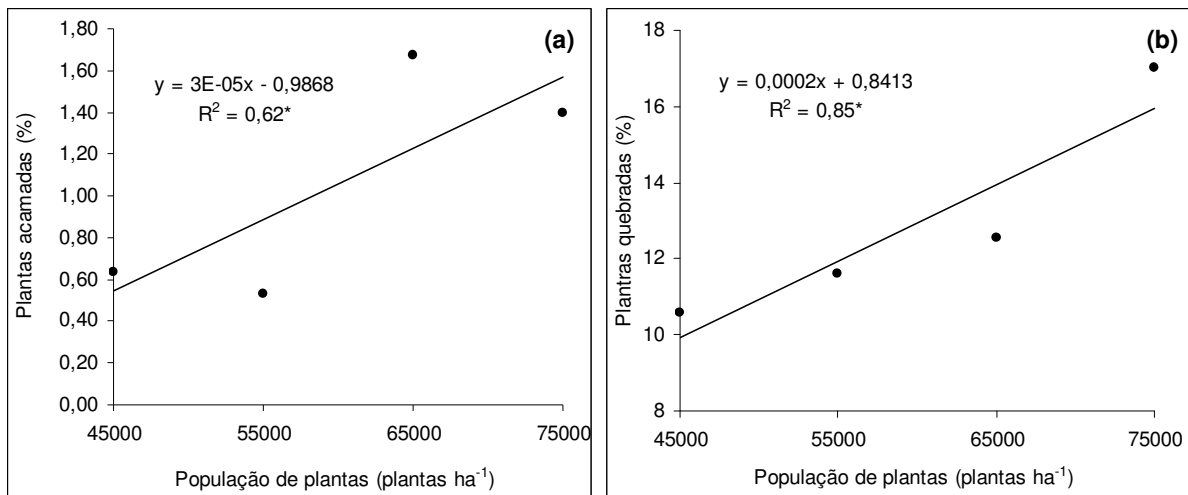 (a)
y = 3E-05x - 0,9868
R² = 0,62*
Plantas acamadas (%)
1,80
1,60
1,40
1,20
1,00
0,80
0,60
0,40
0,20
0,00
45000 55000 65000 75000
População de plantas (plantas ha⁻¹)
(b)
y = 0,0002x + 0,8413
R² = 0,85*
Plantras quebradas (%)
18
16
14
12
10
8
45000 55000 65000 75000
População de plantas (plantas ha⁻¹)